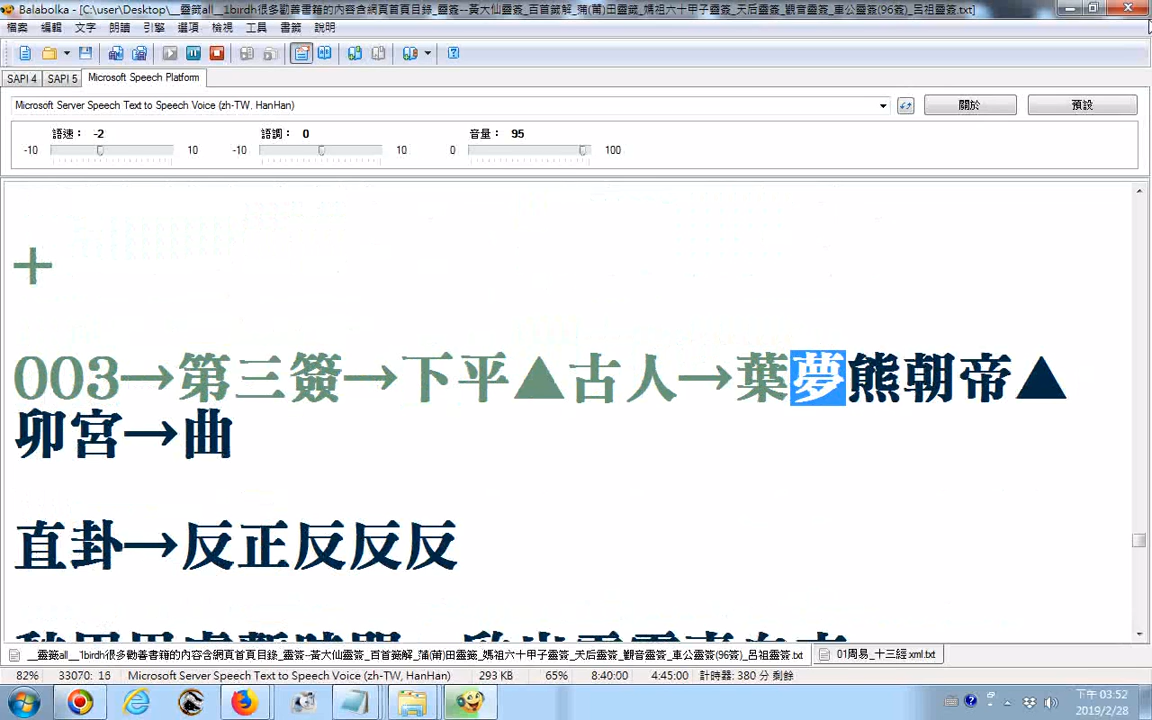 Balabolka - [C:\user\Desktop\__靈籤all__1birdh很多勸善書籍的內容含網頁首頁目錄_靈簽--黃大仙靈簽_百首籤解_蒲(莆)田靈籤_媽祖六十甲子靈簽_天后靈簽_觀音靈簽_車公靈簽(96簽)_呂祖靈簽.txt]
檔案 編輯 文字 朗讀 引擎 選項 檢視 工具 書籤 說明
SAPI 4 SAPI 5 Microsoft Speech Platform
Microsoft Server Speech Text to Speech Voice (zh-TW, HanHan) 關於 預設
語速： -2 語調： 0 音量： 95
-10 10 -10 10 0 100
十
003→第三簽→下平▲古人→葉夢熊朝帝▲
卯宮→曲
直卦→反正反反反
__靈籤all__1birdh很多勸善書籍的內容含網頁首頁目錄_靈簽--黃大仙靈簽_百首籤解_蒲(莆)田靈籤_媽祖六十甲子靈簽_天后靈簽_觀音靈簽_車公靈簽(96簽)_呂祖靈簽.txt 01周易_十三經xml.txt
82% 33070: 16 Microsoft Server Speech Text to Speech Voice (zh-TW, HanHan) 293 KB 65% 8:40:00 4:45:00 計時器: 380 分 剩餘
下午 03:52
2019/2/28